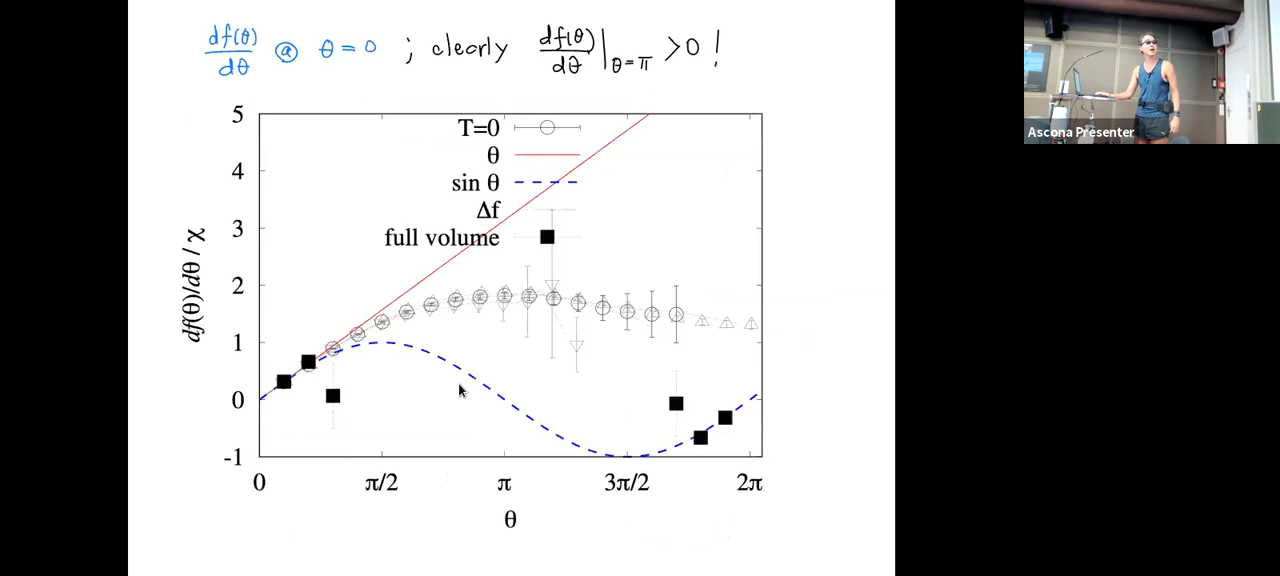 df(θ)/dθ @ θ = 0 ; clearly df(θ)/dθ|θ=π > 0 !
Ascona Presenter
5
4
3
2
1
0
-1
df(θ)/dθ / χ
T=0
θ
sin θ
Δf
full volume
0 π/2 π 3π/2 2π
θ